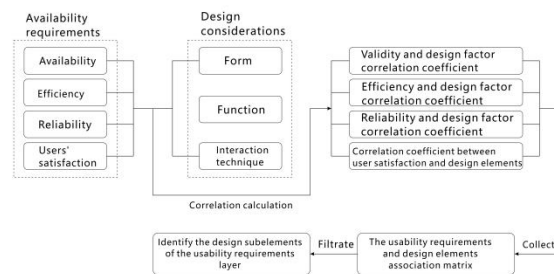 Availability
requirements
Availability
Efficiency
Reliability
Users'
satisfaction
Design
considerations
Form
Function
Interaction
technique
Validity and design factor
correlation coefficient
Efficiency and design factor
correlation coefficient
Reliability and design factor
correlation coefficient
Correlation coefficient between
user satisfaction and design elements
Correlation calculation
Identify the design subelements
of the usability requirements
layer
Filtrate
The usability requirements
and design elements
association matrix
Collect